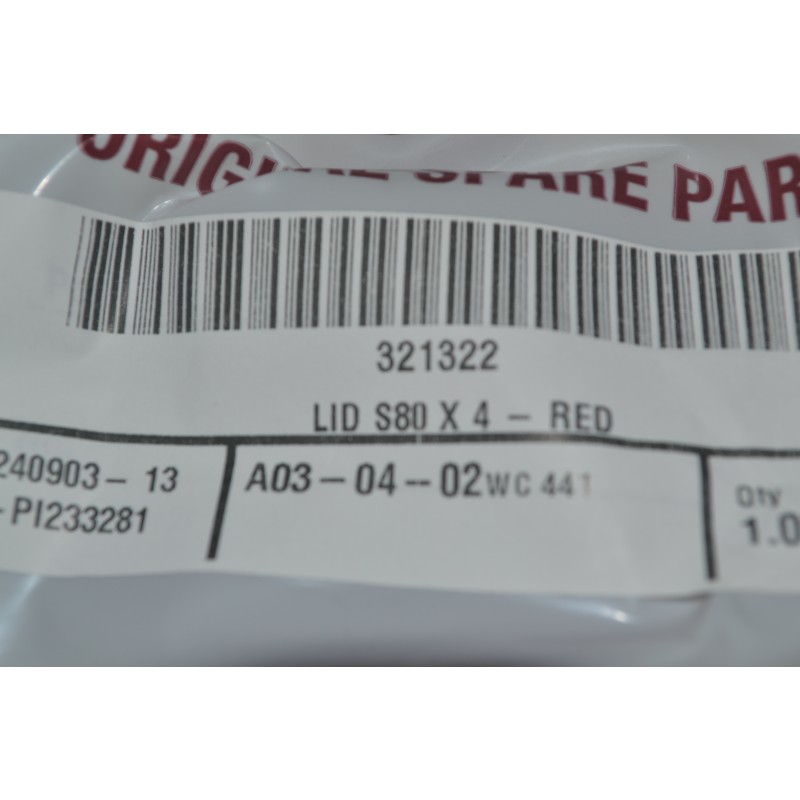 ORIGINAL SPARE PAR
321322
LID S80 X 4 - RED
240903- 13
-PI233281
A03-04--02 WC 441
Qty
1.0